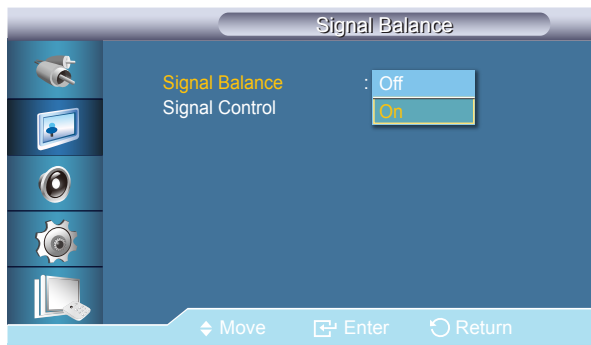 Signal Balance
Signal Balance : Off
Signal Control On
Move Enter Return